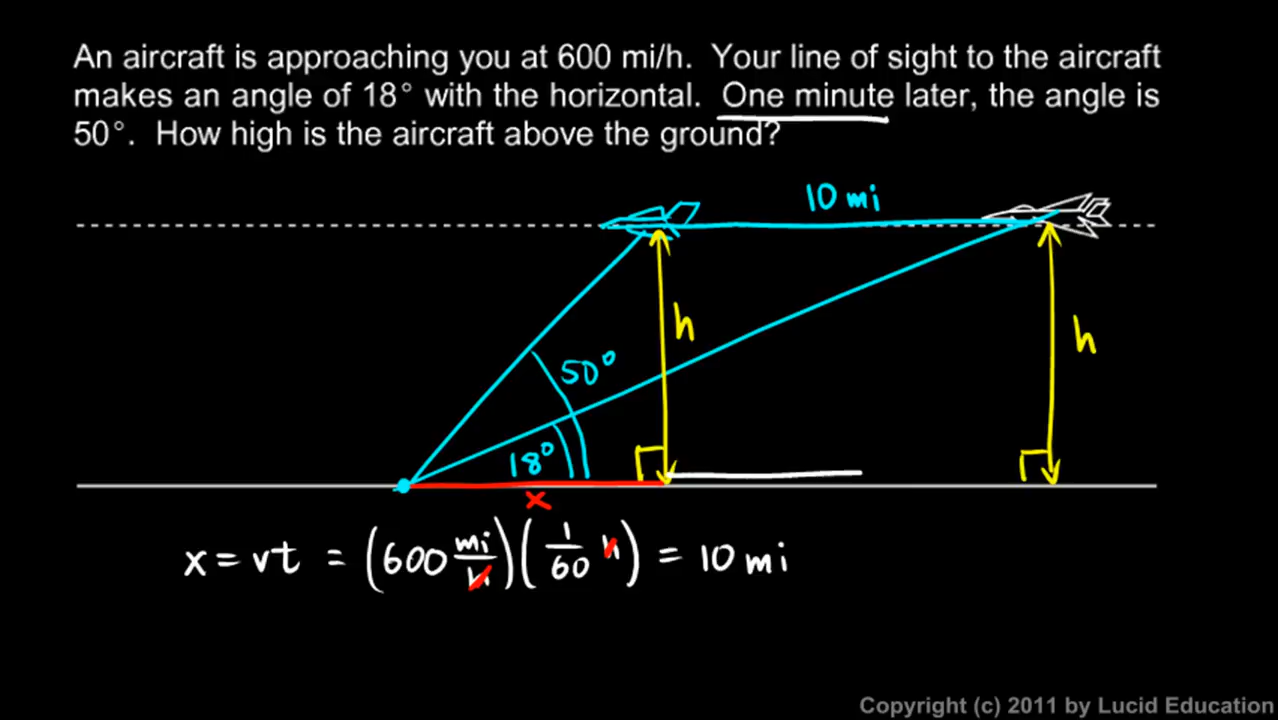 An aircraft is approaching you at 600 mi/h. Your line of sight to the aircraft
makes an angle of 18° with the horizontal. One minute later, the angle is
50°. How high is the aircraft above the ground?
10 mi
h
h
50°
18°
x
x = vt = (600 mi/h)(1/60 h) = 10 mi
Copyright (c) 2011 by Lucid Education